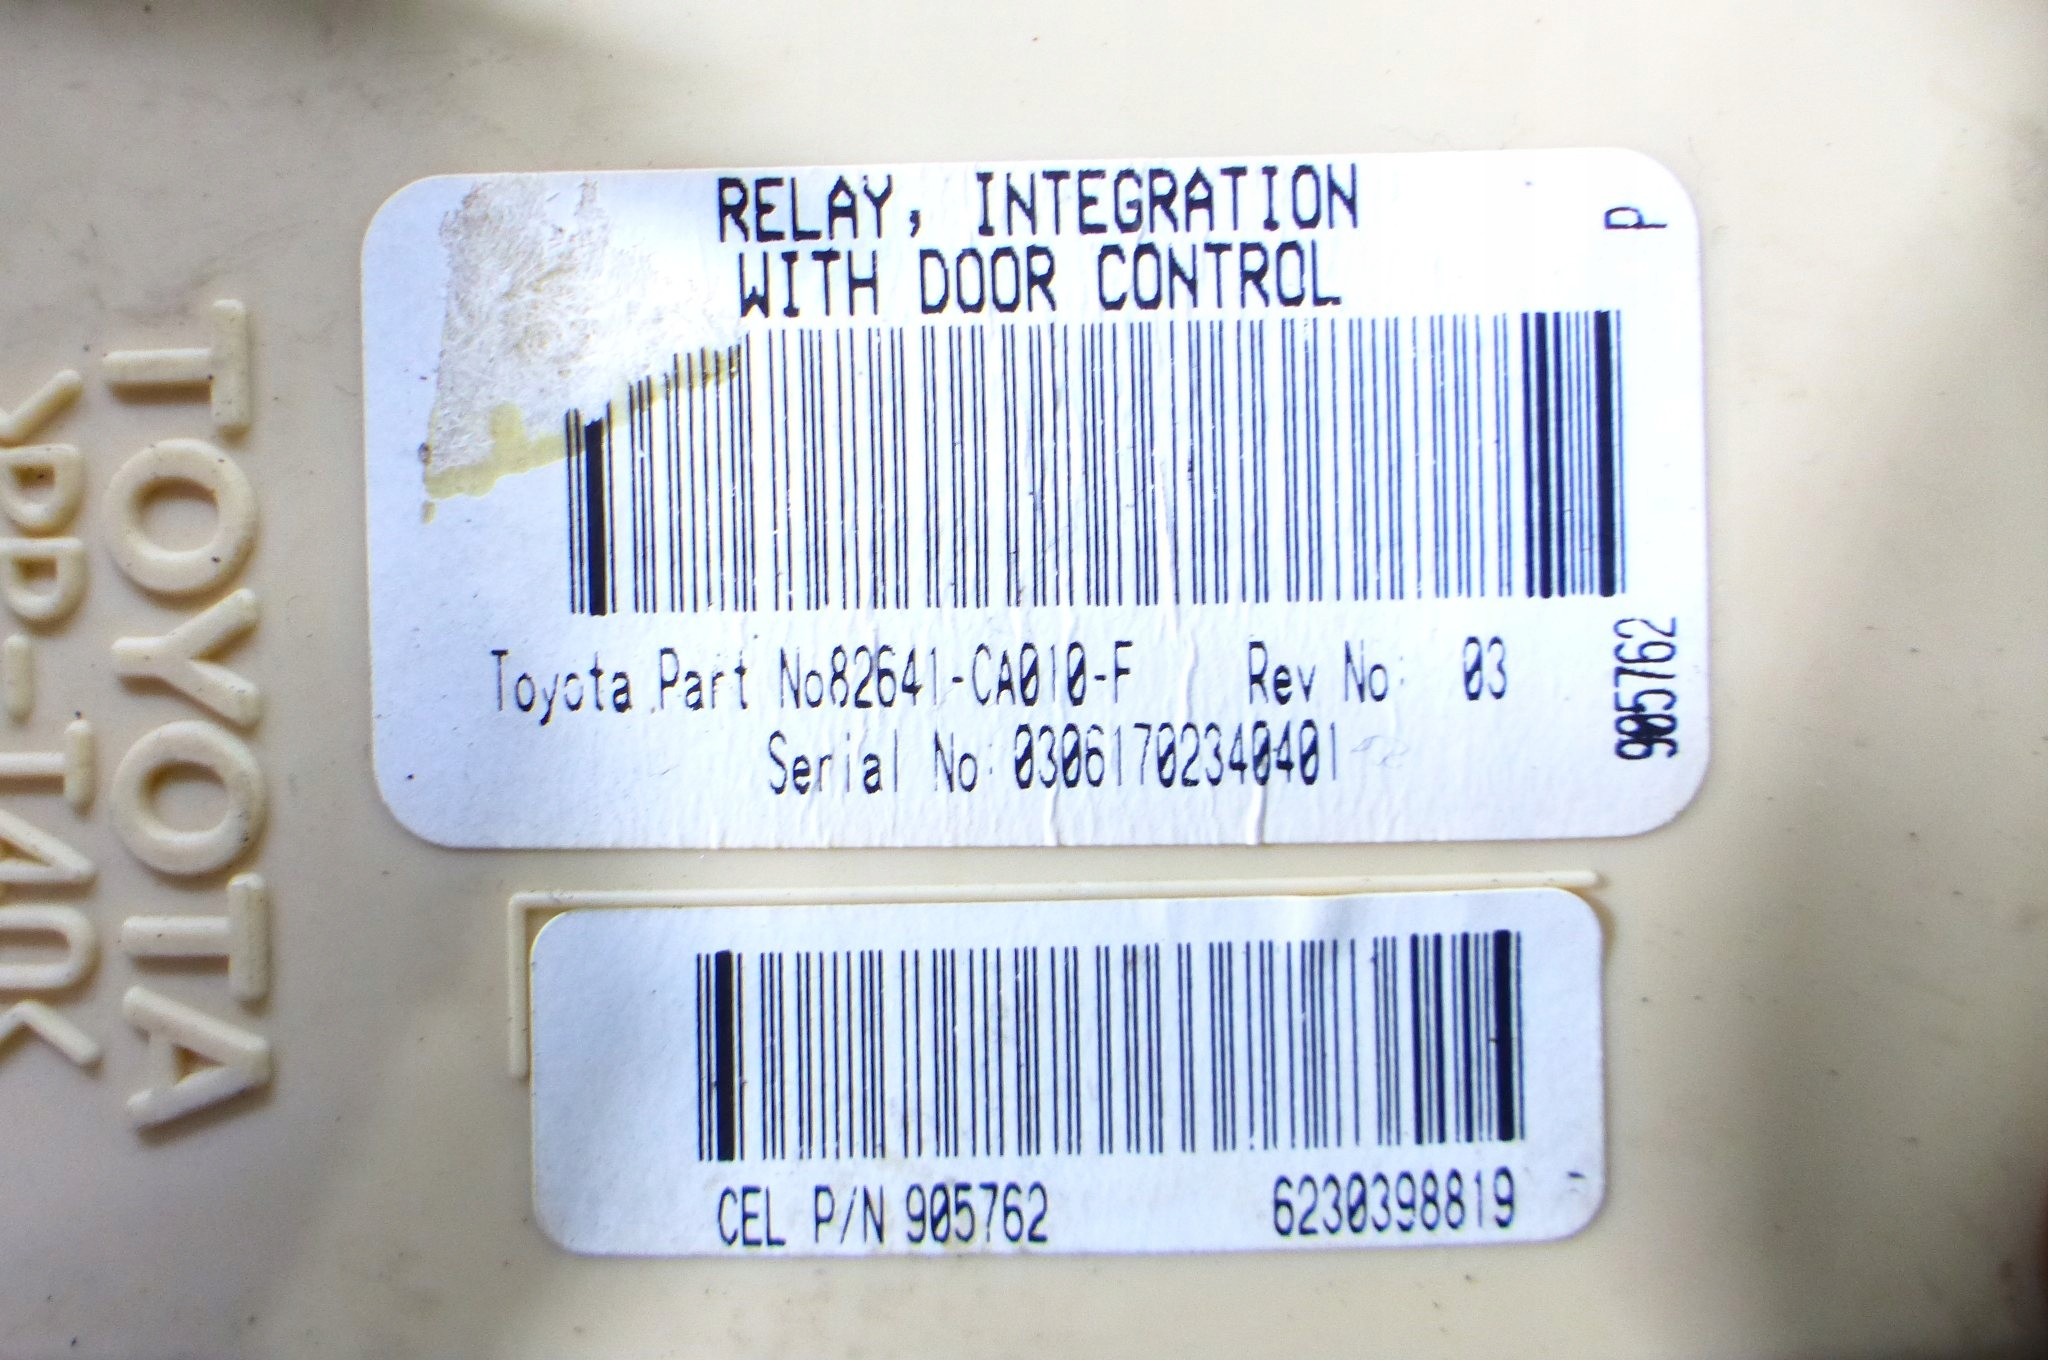 RELAY, INTEGRATION
WITH DOOR CONTROL
P
Toyota Part No82641-CA010-F Rev No: 03
Serial No: 03061702340401
905762
CEL P/N 905762 6230398819
TOYOTA